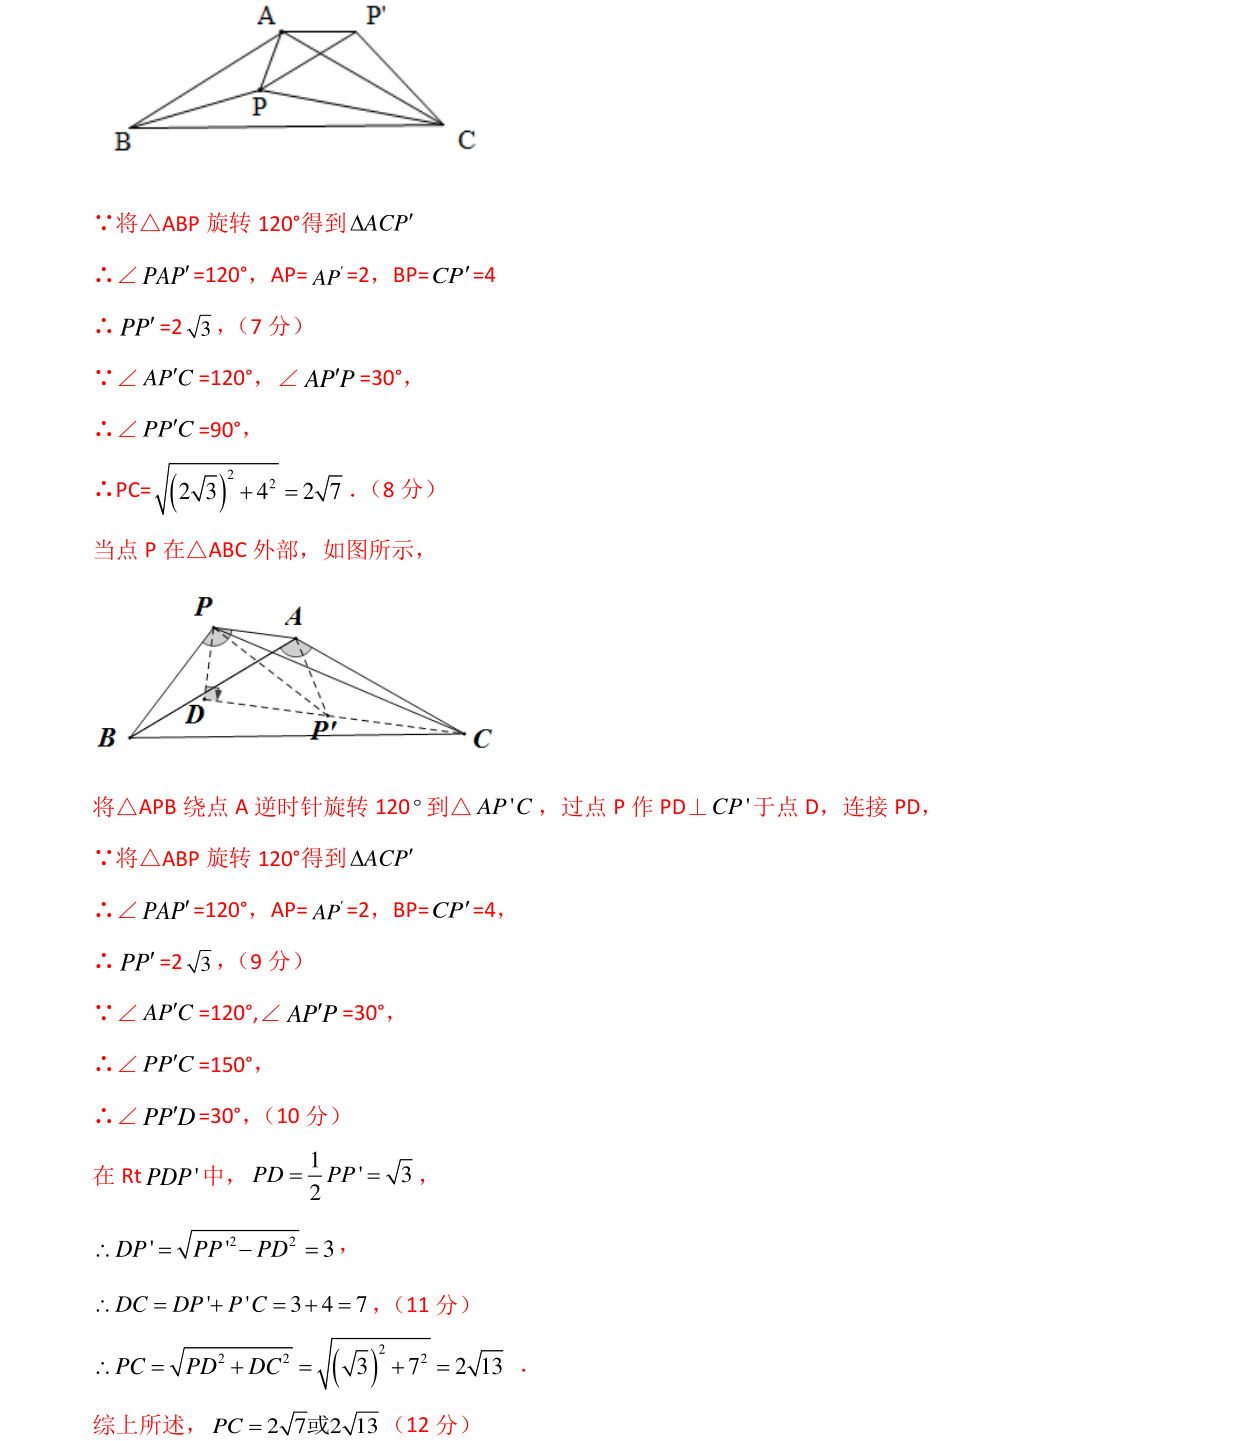 A P'
P
B C
∵将△ABP 旋转 120°得到ΔACP′
∴∠PAP′=120°，AP=AP′=2，BP=CP′=4
∴PP′=2√3，（7 分）
∵∠AP′C=120°，∠AP′P=30°，
∴∠PP′C=90°，
∴PC=√((2√3)²+4²)=2√7．（8 分）
当点 P 在△ABC 外部，如图所示，
P A
D
B P′ C
将△APB 绕点 A 逆时针旋转 120°到△AP'C，过点 P 作 PD⊥CP'于点 D，连接 PD，
∵将△ABP 旋转 120°得到ΔACP′
∴∠PAP′=120°，AP=AP′=2，BP=CP′=4，
∴PP′=2√3，（9 分）
∵∠AP′C=120°,∠AP′P=30°，
∴∠PP′C=150°，
∴∠PP′D=30°，（10 分）
在 Rt PDP'中，PD=1/2PP'=√3，
∴DP'=√(PP'²−PD²)=3，
∴DC=DP'+P'C=3+4=7，（11 分）
∴PC=√(PD²+DC²)=√((√3)²+7²)=2√13．
综上所述，PC=2√7或2√13（12 分）